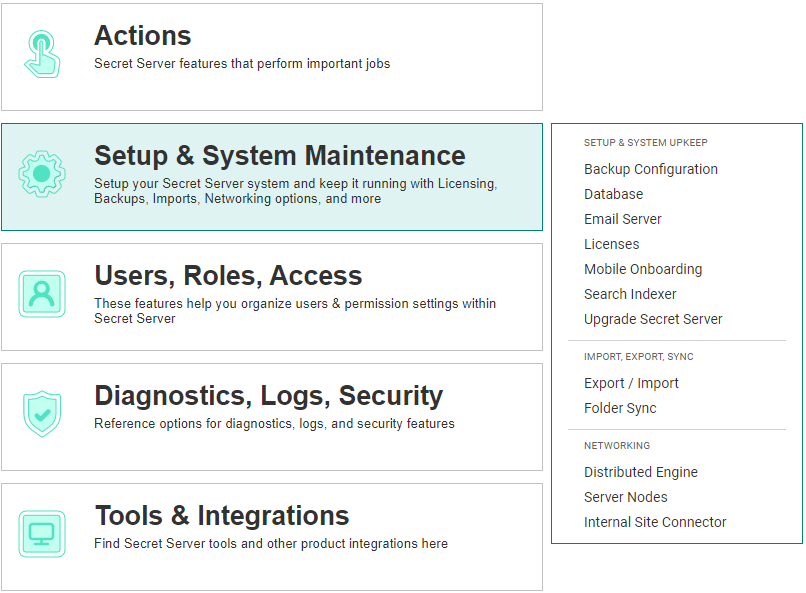 Actions
Secret Server features that perform important jobs
Setup & System Maintenance
Setup your Secret Server system and keep it running with Licensing,
Backups, Imports, Networking options, and more
Users, Roles, Access
These features help you organize users & permission settings within
Secret Server
Diagnostics, Logs, Security
Reference options for diagnostics, logs, and security features
Tools & Integrations
Find Secret Server tools and other product integrations here
SETUP & SYSTEM UPKEEP
Backup Configuration
Database
Email Server
Licenses
Mobile Onboarding
Search Indexer
Upgrade Secret Server
IMPORT, EXPORT, SYNC
Export / Import
Folder Sync
NETWORKING
Distributed Engine
Server Nodes
Internal Site Connector